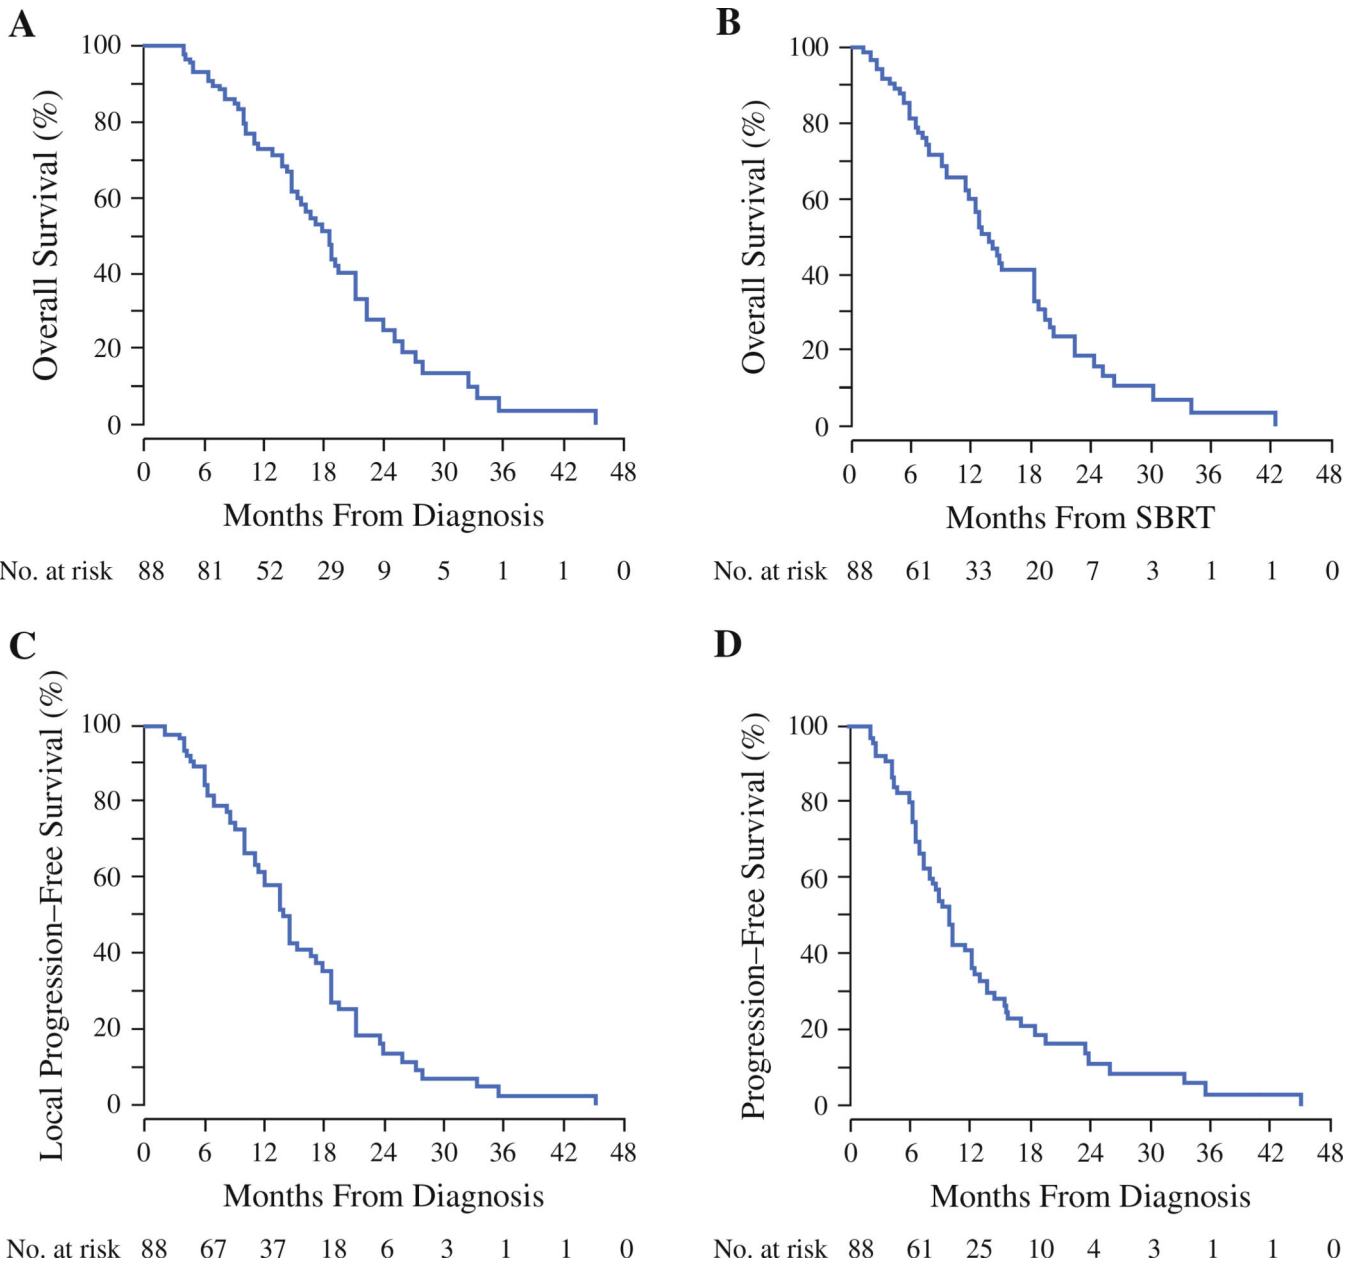 A
Overall Survival (%)
100
80
60
40
20
0
0 6 12 18 24 30 36 42 48
Months From Diagnosis
No. at risk 88 81 52 29 9 5 1 1 0
B
Overall Survival (%)
100
80
60
40
20
0
0 6 12 18 24 30 36 42 48
Months From SBRT
No. at risk 88 61 33 20 7 3 1 1 0
C
Local Progression–Free Survival (%)
100
80
60
40
20
0
0 6 12 18 24 30 36 42 48
Months From Diagnosis
No. at risk 88 67 37 18 6 3 1 1 0
D
Progression–Free Survival (%)
100
80
60
40
20
0
0 6 12 18 24 30 36 42 48
Months From Diagnosis
No. at risk 88 61 25 10 4 3 1 1 0